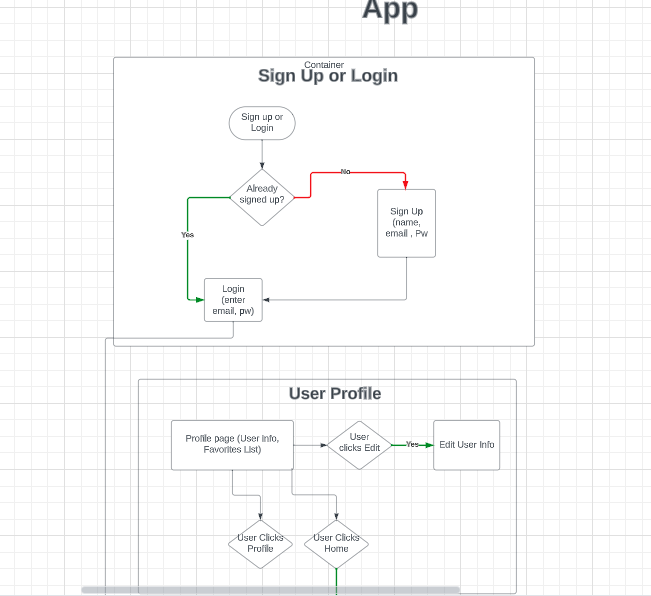 App
Container
Sign Up or Login
Sign up or
Login
Already
signed up?
No
Sign Up
(name,
email , Pw
Yes
Login
(enter
email, pw)
User Profile
Profile page (User Info,
Favorites List)
User
clicks Edit
Yes
Edit User Info
User Clicks
Profile
User Clicks
Home